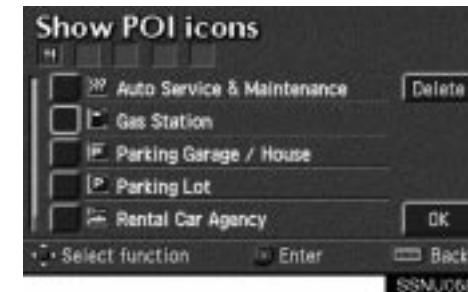 Show POI icons
Auto Service & Maintenance
Delete
Gas Station
Parking Garage / House
Parking Lot
Rental Car Agency
OK
Select function
Enter
Back